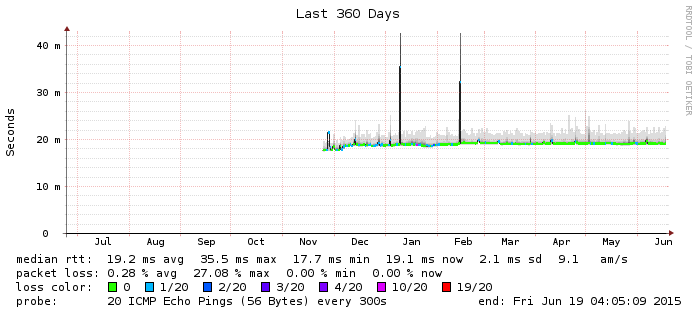 Last 360 Days
RRDTOOL / TOBI OETIKER
Seconds
40 m
30 m
20 m
10 m
0
Jul Aug Sep Oct Nov Dec Jan Feb Mar Apr May Jun
median rtt: 19.2 ms avg 35.5 ms max 17.7 ms min 19.1 ms now 2.1 ms sd 9.1 am/s
packet loss: 0.28 % avg 27.08 % max 0.00 % min 0.00 % now
loss color: 0 1/20 2/20 3/20 4/20 10/20 19/20
probe: 20 ICMP Echo Pings (56 Bytes) every 300s end: Fri Jun 19 04:05:09 2015